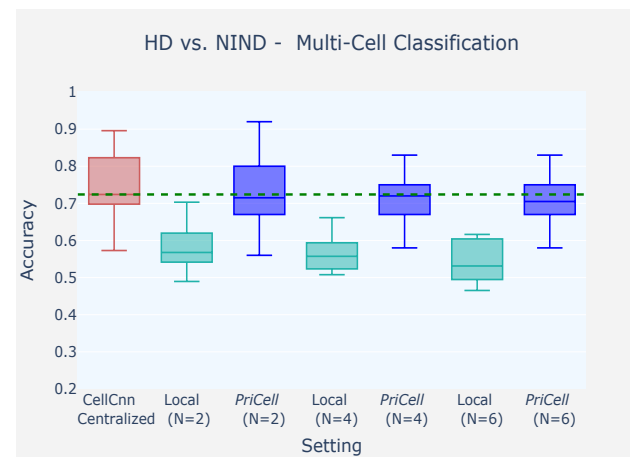 HD vs. NIND - Multi-Cell Classification
Accuracy
1
0.9
0.8
0.7
0.6
0.5
0.4
0.3
0.2
CellCnn Local PriCell Local PriCell Local PriCell
Centralized (N=2) (N=2) (N=4) (N=4) (N=6) (N=6)
Setting